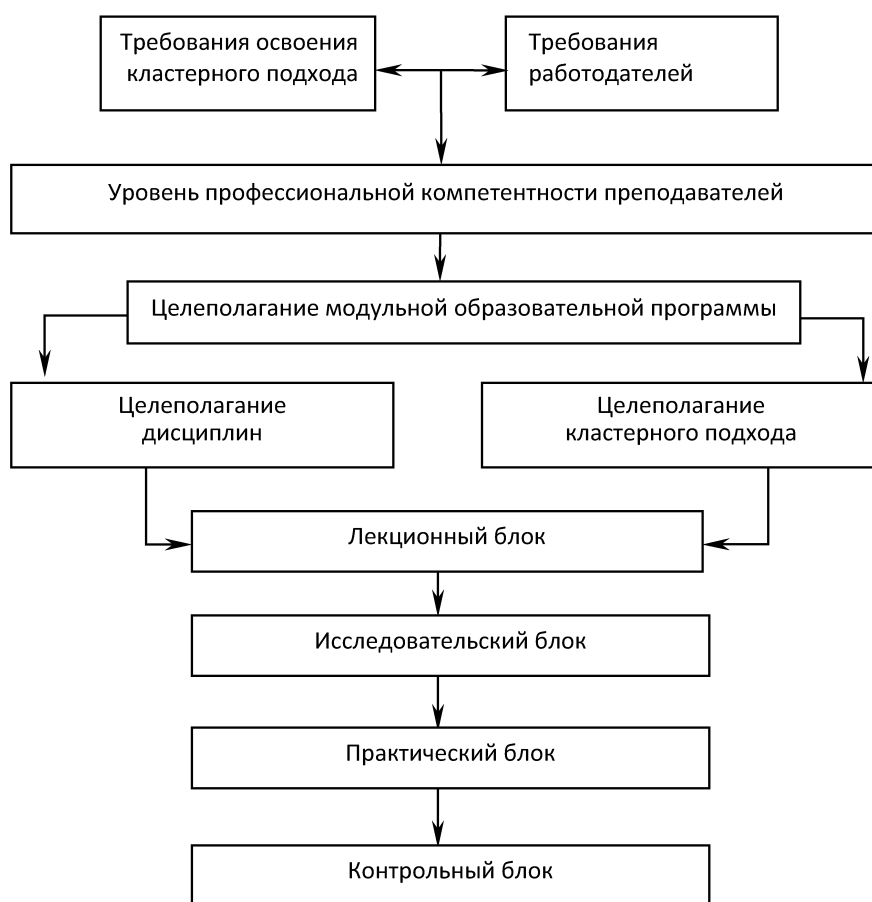 Требования освоения
кластерного подхода
Требования
работодателей
Уровень профессиональной компетентности преподавателей
Целеполагание модульной образовательной программы
Целеполагание
дисциплин
Целеполагание
кластерного подхода
Лекционный блок
Исследовательский блок
Практический блок
Контрольный блок